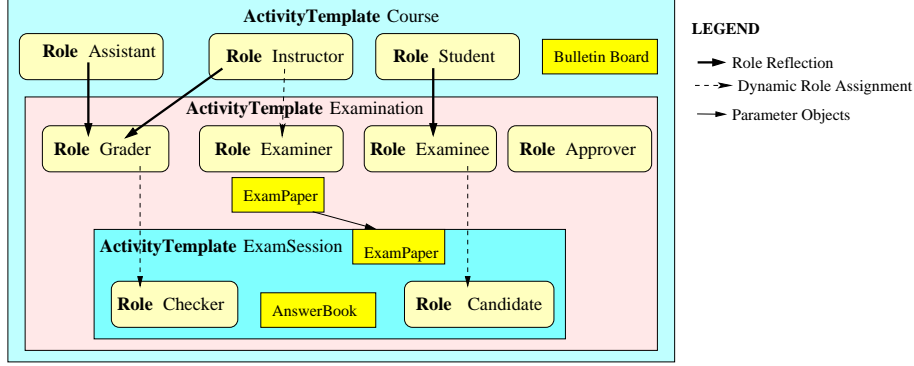 ActivityTemplate Course
Role Assistant
Role Instructor
Role Student
Bulletin Board
ActivityTemplate Examination
Role Grader
Role Examiner
Role Examinee
Role Approver
ExamPaper
ActivityTemplate ExamSession
ExamPaper
Role Checker
AnswerBook
Role Candidate
LEGEND
Role Reflection
Dynamic Role Assignment
Parameter Objects